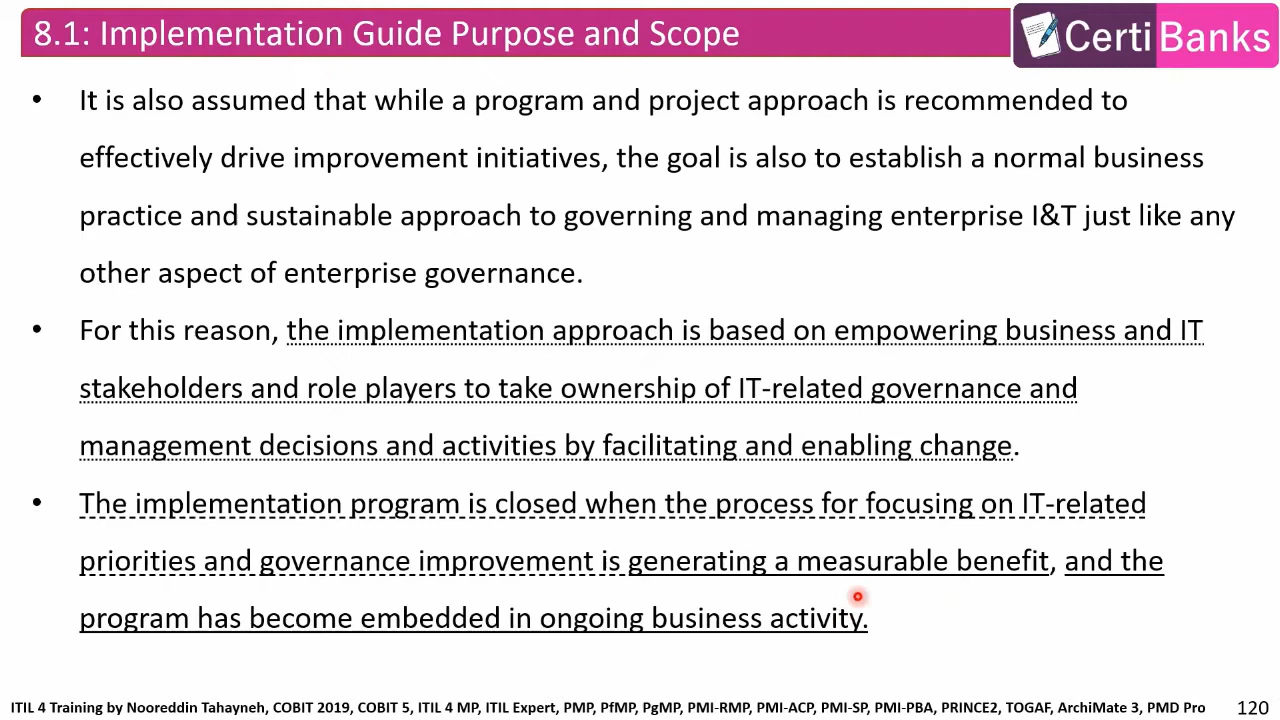 8.1: Implementation Guide Purpose and Scope
Certi Banks
• It is also assumed that while a program and project approach is recommended to
effectively drive improvement initiatives, the goal is also to establish a normal business
practice and sustainable approach to governing and managing enterprise I&T just like any
other aspect of enterprise governance.
• For this reason, the implementation approach is based on empowering business and IT
stakeholders and role players to take ownership of IT-related governance and
management decisions and activities by facilitating and enabling change.
• The implementation program is closed when the process for focusing on IT-related
priorities and governance improvement is generating a measurable benefit, and the
program has become embedded in ongoing business activity.
ITIL 4 Training by Nooreddin Tahayneh, COBIT 2019, COBIT 5, ITIL 4 MP, ITIL Expert, PMP, PfMP, PgMP, PMI-RMP, PMI-ACP, PMI-SP, PMI-PBA, PRINCE2, TOGAF, ArchiMate 3, PMD Pro
120